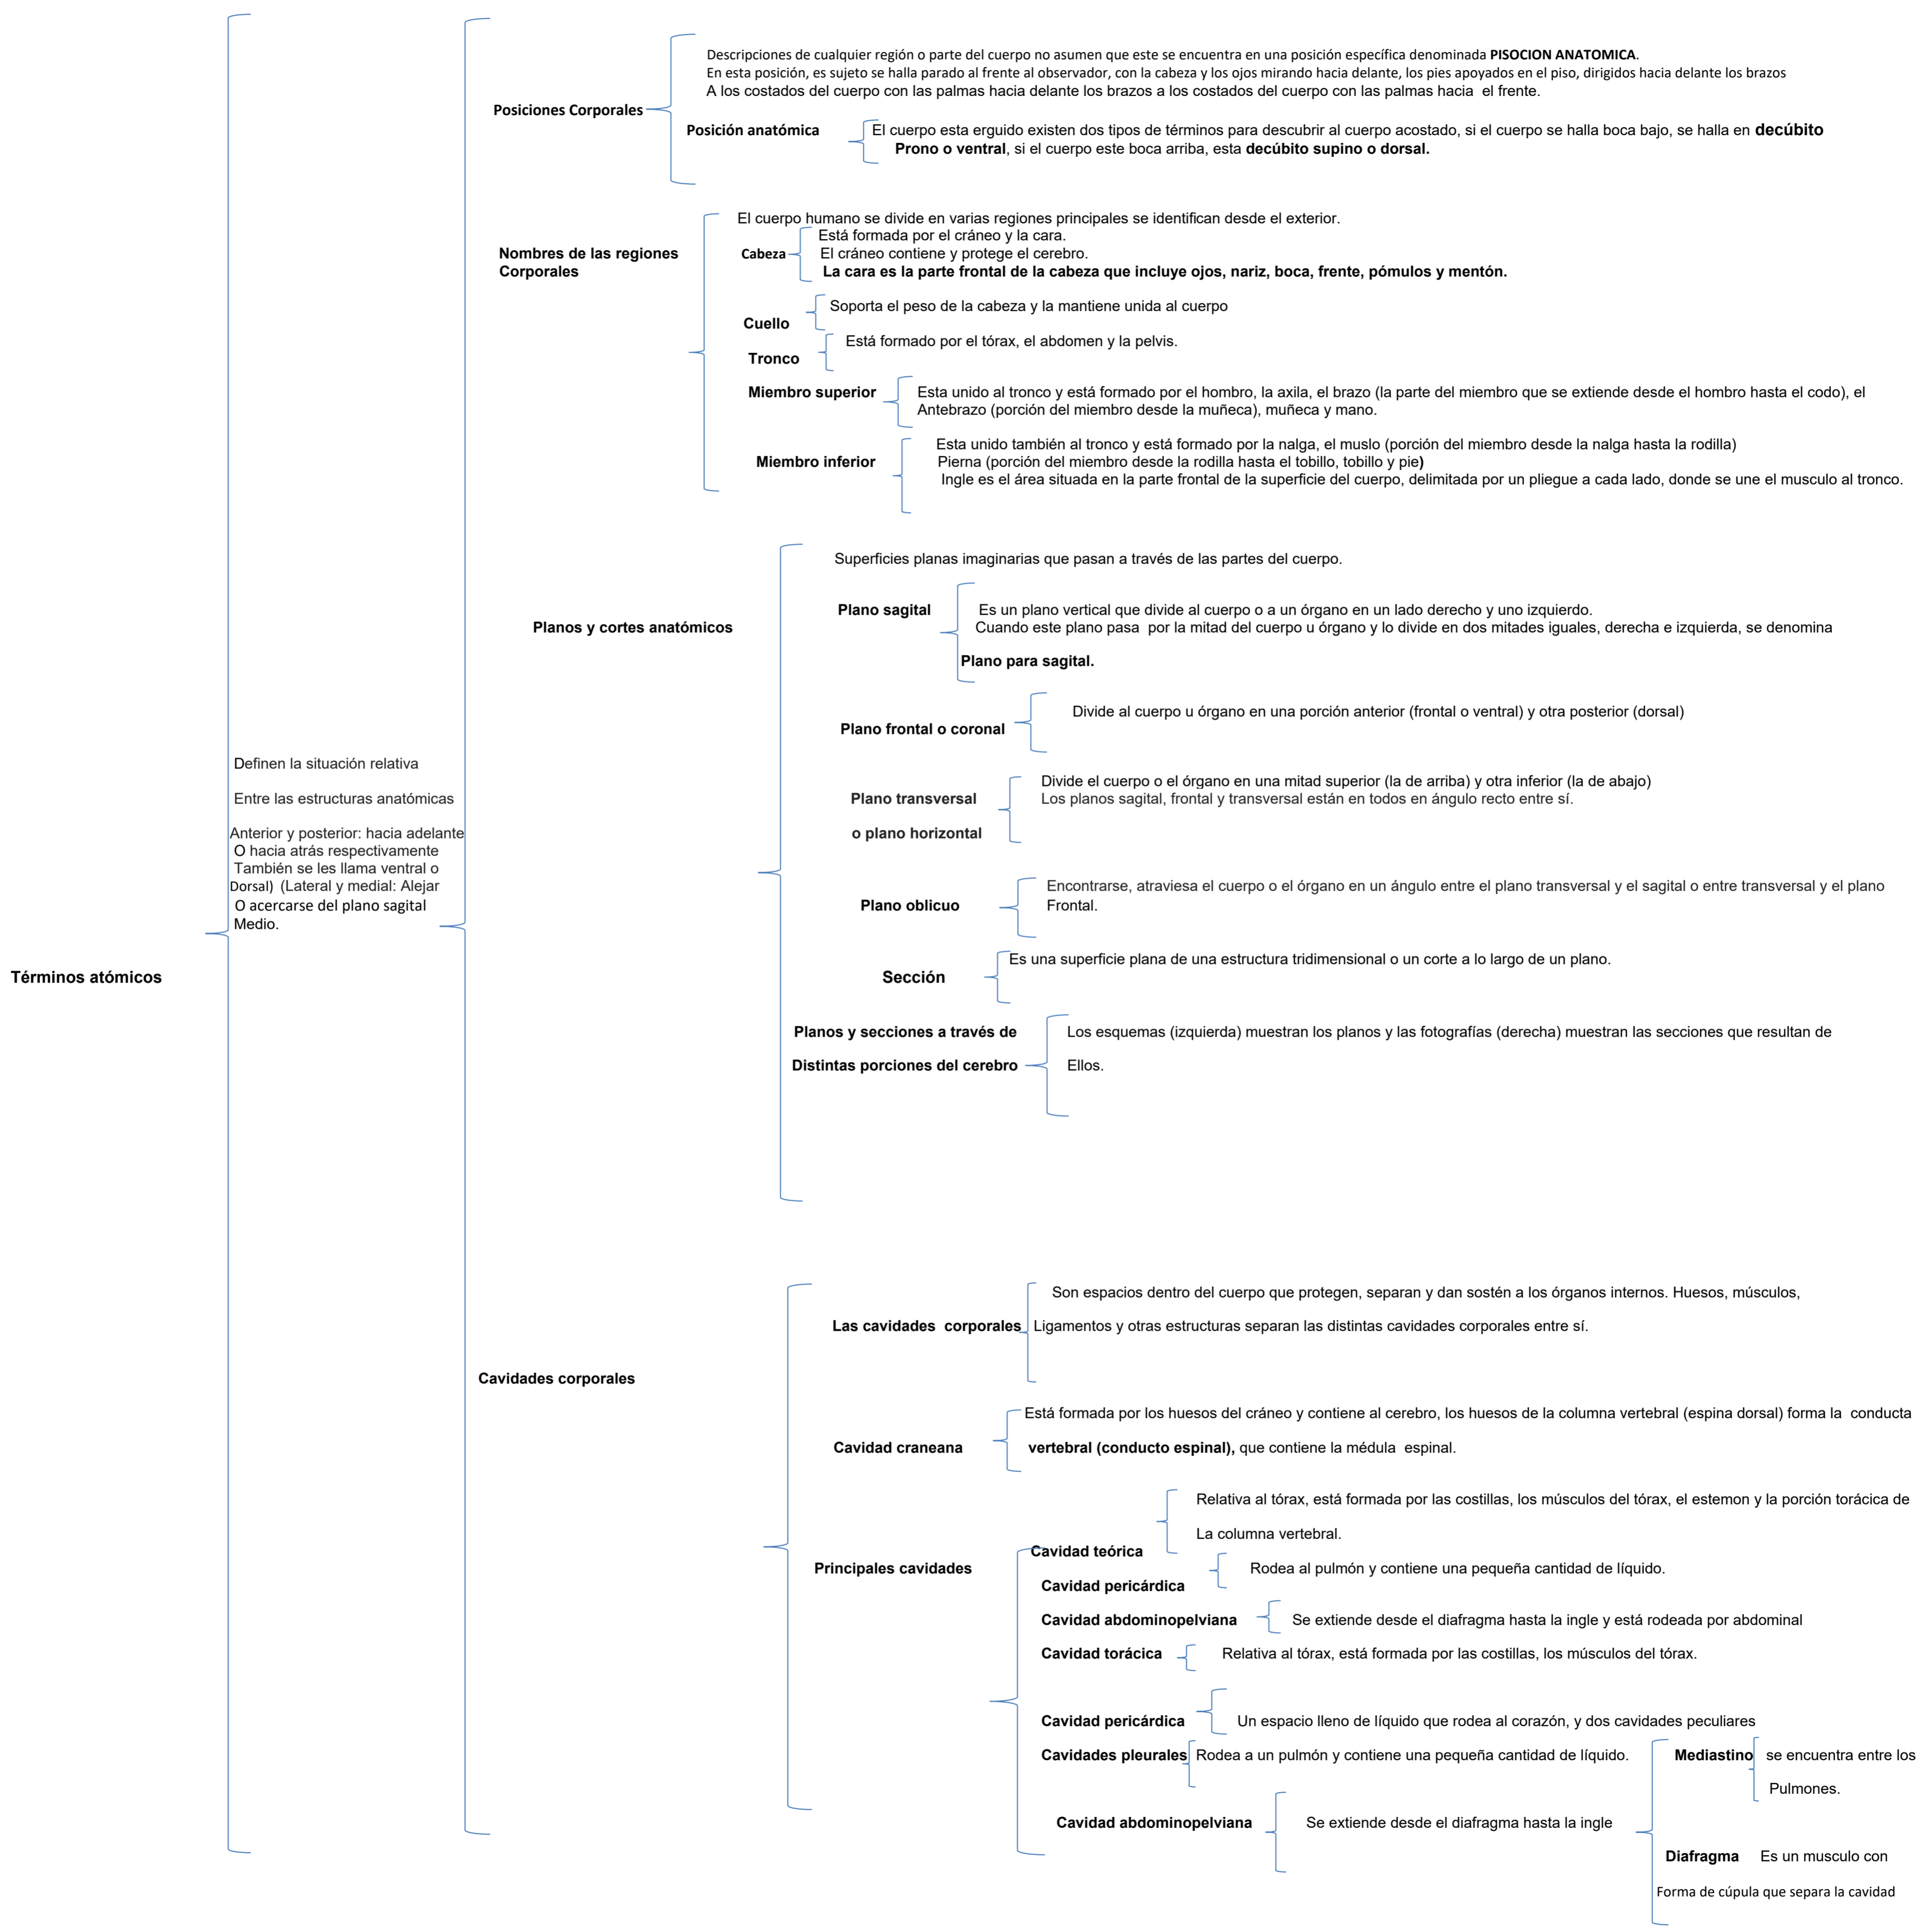 Términos atómicos
Definen la situación relativa
Entre las estructuras anatómicas
Anterior y posterior: hacia adelante
O hacia atrás respectivamente
También se les llama ventral o
Dorsal) (Lateral y medial: Alejar
O acercarse del plano sagital
Medio.
Posiciones Corporales
Descripciones de cualquier región o parte del cuerpo no asumen que este se encuentra en una posición específica denominada PISOCION ANATOMICA.
En esta posición, es sujeto se halla parado al frente al observador, con la cabeza y los ojos mirando hacia delante, los pies apoyados en el piso, dirigidos hacia delante los brazos
A los costados del cuerpo con las palmas hacia delante los brazos a los costados del cuerpo con las palmas hacia el frente.
Posición anatómica
El cuerpo esta erguido existen dos tipos de términos para descubrir al cuerpo acostado, si el cuerpo se halla boca bajo, se halla en decúbito
Prono o ventral, si el cuerpo este boca arriba, esta decúbito supino o dorsal.
Nombres de las regiones
Corporales
El cuerpo humano se divide en varias regiones principales se identifican desde el exterior.
Cabeza
Está formada por el cráneo y la cara.
El cráneo contiene y protege el cerebro.
La cara es la parte frontal de la cabeza que incluye ojos, nariz, boca, frente, pómulos y mentón.
Cuello
Soporta el peso de la cabeza y la mantiene unida al cuerpo
Tronco
Está formado por el tórax, el abdomen y la pelvis.
Miembro superior
Esta unido al tronco y está formado por el hombro, la axila, el brazo (la parte del miembro que se extiende desde el hombro hasta el codo), el
Antebrazo (porción del miembro desde la muñeca), muñeca y mano.
Miembro inferior
Esta unido también al tronco y está formado por la nalga, el muslo (porción del miembro desde la nalga hasta la rodilla)
Pierna (porción del miembro desde la rodilla hasta el tobillo, tobillo y pie)
Ingle es el área situada en la parte frontal de la superficie del cuerpo, delimitada por un pliegue a cada lado, donde se une el musculo al tronco.
Planos y cortes anatómicos
Superficies planas imaginarias que pasan a través de las partes del cuerpo.
Plano sagital
Es un plano vertical que divide al cuerpo o a un órgano en un lado derecho y uno izquierdo.
Cuando este plano pasa por la mitad del cuerpo u órgano y lo divide en dos mitades iguales, derecha e izquierda, se denomina
Plano para sagital.
Plano frontal o coronal
Divide al cuerpo u órgano en una porción anterior (frontal o ventral) y otra posterior (dorsal)
Plano transversal
o plano horizontal
Divide el cuerpo o el órgano en una mitad superior (la de arriba) y otra inferior (la de abajo)
Los planos sagital, frontal y transversal están en todos en ángulo recto entre sí.
Plano oblicuo
Encontrarse, atraviesa el cuerpo o el órgano en un ángulo entre el plano transversal y el sagital o entre transversal y el plano
Frontal.
Sección
Es una superficie plana de una estructura tridimensional o un corte a lo largo de un plano.
Planos y secciones a través de
Distintas porciones del cerebro
Los esquemas (izquierda) muestran los planos y las fotografías (derecha) muestran las secciones que resultan de
Ellos.
Cavidades corporales
Las cavidades corporales
Son espacios dentro del cuerpo que protegen, separan y dan sostén a los órganos internos. Huesos, músculos,
Ligamentos y otras estructuras separan las distintas cavidades corporales entre sí.
Cavidad craneana
Está formada por los huesos del cráneo y contiene al cerebro, los huesos de la columna vertebral (espina dorsal) forma la conducta
vertebral (conducto espinal), que contiene la médula espinal.
Principales cavidades
Cavidad teórica
Relativa al tórax, está formada por las costillas, los músculos del tórax, el estemon y la porción torácica de
La columna vertebral.
Cavidad pericárdica
Rodea al pulmón y contiene una pequeña cantidad de líquido.
Cavidad abdominopelviana
Se extiende desde el diafragma hasta la ingle y está rodeada por abdominal
Cavidad torácica
Relativa al tórax, está formada por las costillas, los músculos del tórax.
Cavidad pericárdica
Un espacio lleno de líquido que rodea al corazón, y dos cavidades peculiares
Cavidades pleurales
Rodea a un pulmón y contiene una pequeña cantidad de líquido.
Cavidad abdominopelviana
Se extiende desde el diafragma hasta la ingle
Mediastino se encuentra entre los
Pulmones.
Diafragma Es un musculo con
Forma de cúpula que separa la cavidad